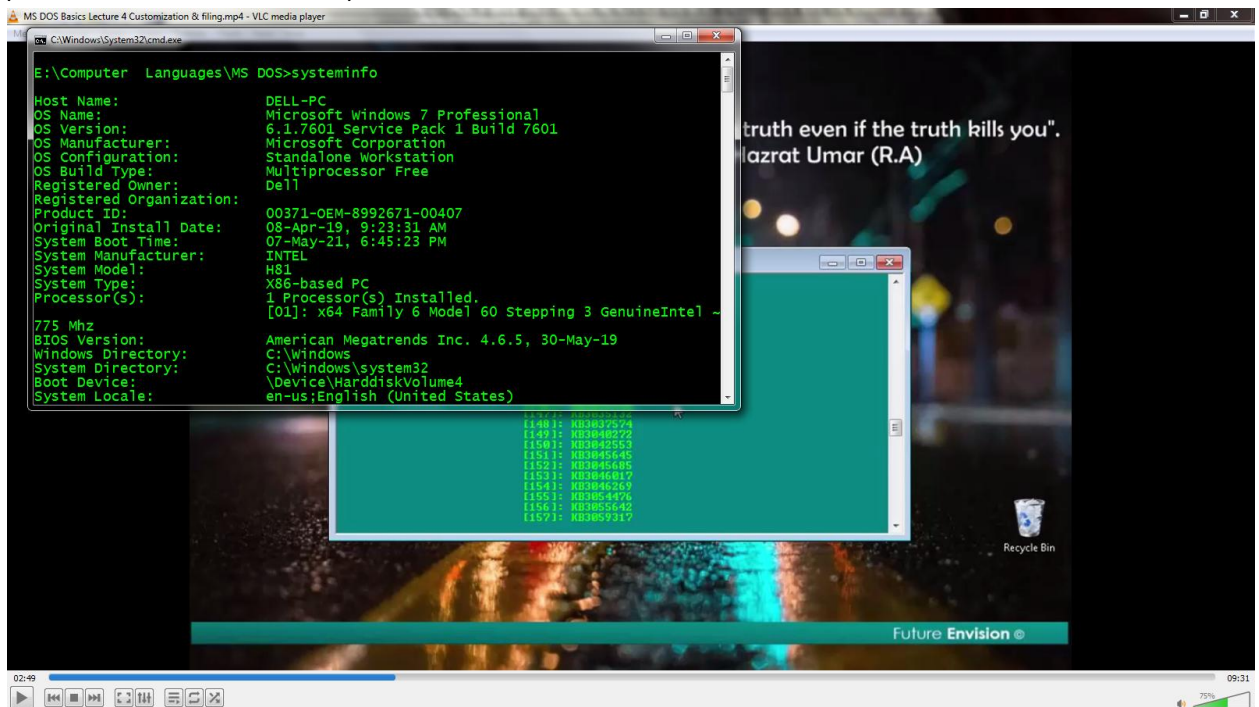 MS DOS Basics Lecture 4 Customization & filing.mp4 - VLC media player
C:\Windows\System32\cmd.exe
E:\Computer  Languages\MS DOS>systeminfo
Host Name: DELL-PC
OS Name: Microsoft Windows 7 Professional
OS Version: 6.1.7601 Service Pack 1 Build 7601
OS Manufacturer: Microsoft Corporation
OS Configuration: Standalone Workstation
OS Build Type: Multiprocessor Free
Registered Owner: Dell
Registered Organization:
Product ID: 00371-OEM-8992671-00407
Original Install Date: 08-Apr-19, 9:23:31 AM
System Boot Time: 07-May-21, 6:45:23 PM
System Manufacturer: INTEL
System Model: H81
System Type: X86-based PC
Processor(s): 1 Processor(s) Installed.
[01]: x64 Family 6 Model 60 Stepping 3 GenuineIntel ~
775 Mhz
BIOS Version: American Megatrends Inc. 4.6.5, 30-May-19
Windows Directory: C:\Windows
System Directory: C:\Windows\system32
Boot Device: \Device\HarddiskVolume4
System Locale: en-us;English (United States)
truth even if the truth kills you".
Hazrat Umar (R.A)
[147]: KB3035132
[148]: KB3037574
[149]: KB3040272
[150]: KB3042553
[151]: KB3045645
[152]: KB3045685
[153]: KB3046017
[154]: KB3046269
[155]: KB3054476
[156]: KB3055642
[157]: KB3059317
Recycle Bin
Future Envision ©
02:49
09:31
75%